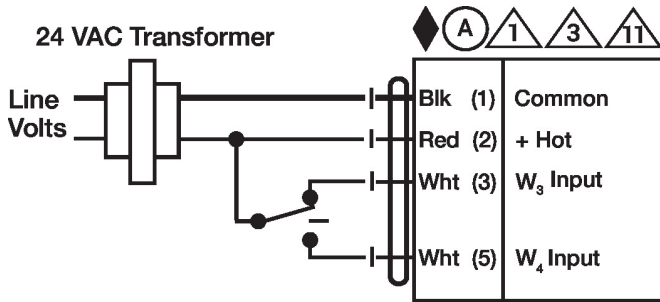 24 VAC Transformer
A 1 3 11
Line
Volts
Blk (1) Common
Red (2) + Hot
Wht (3) W3 Input
Wht (5) W4 Input